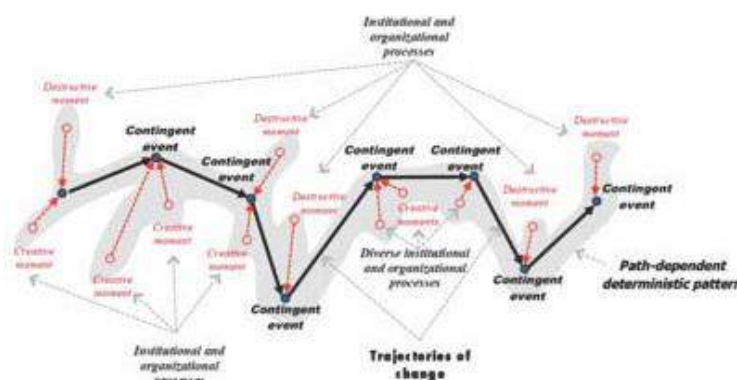 Institutional and
organizational
processes
Destructive
moment
Contingent
event
Destructive
moment
Contingent
event
Contingent
event
Contingent
event
Destructive
moment
Destructive
moment
Destructive
moment
Contingent
event
Creative
moments
Creative
moment
Creative
moment
Creative
moment
Creative
moment
Diverse institutional
and organizational
processes
Contingent
event
Contingent
event
Path-dependent
deterministic pattern
Institutional and
organizational
Trajectories of
change